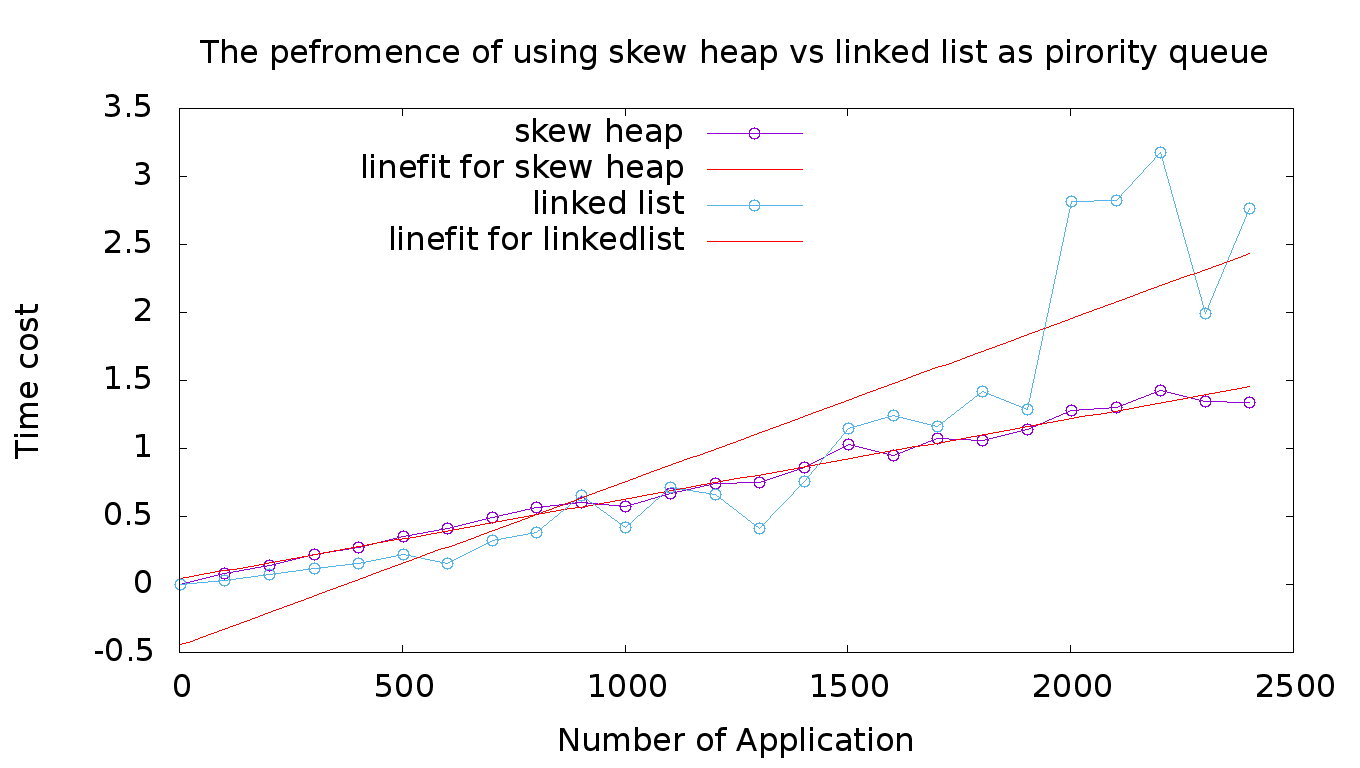 The pefromence of using skew heap vs linked list as pirority queue
3.5
3
2.5
2
1.5
1
0.5
0
-0.5
skew heap
linefit for skew heap
linked list
linefit for linkedlist
Time cost
0 500 1000 1500 2000 2500
Number of Application